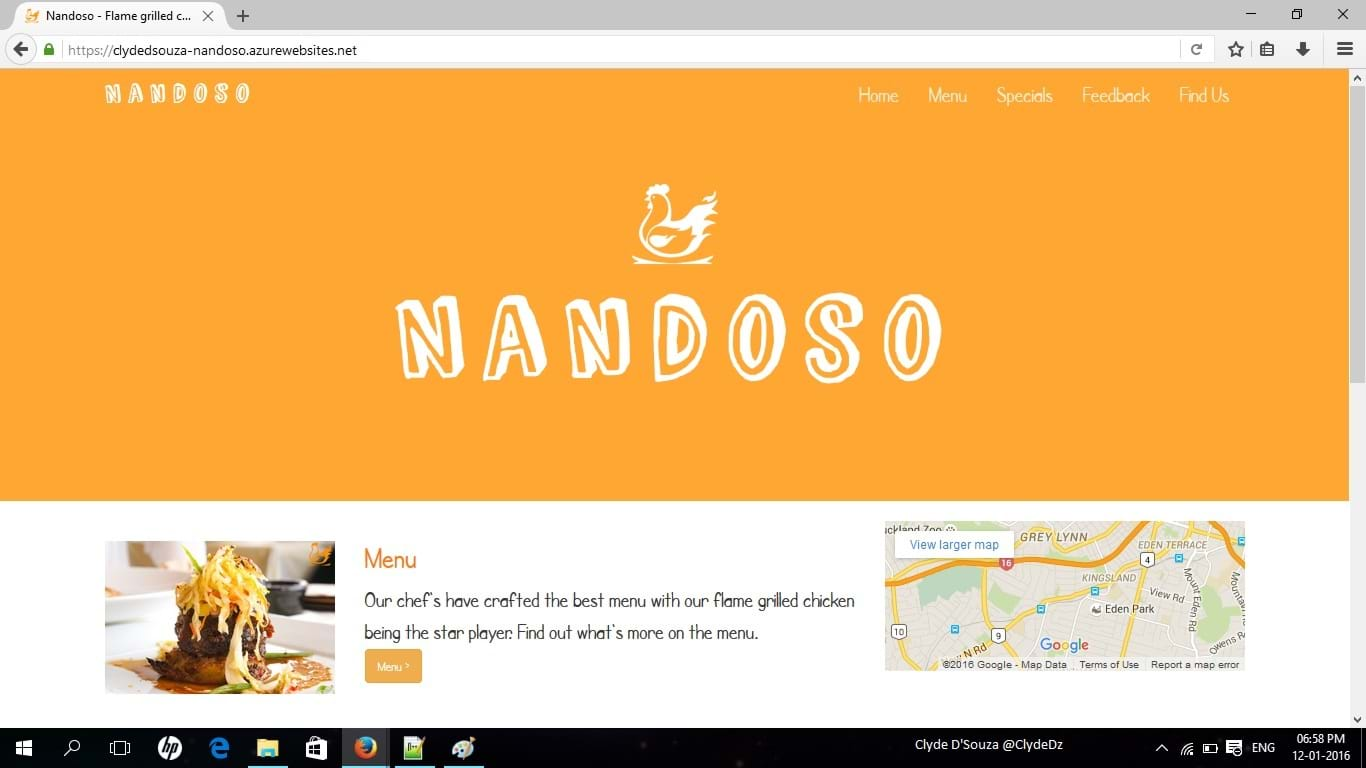 Nandoso - Flame grilled c...
https://clydedsouza-nandoso.azurewebsites.net
NANDOSO
Home Menu Specials Feedback Find Us
NANDOSO
Menu
Our chef's have crafted the best menu with our flame grilled chicken
being the star player. Find out what's more on the menu.
Menu >
uckland Zoo
View larger map
GREY LYNN
EDEN TERRACE
16
4
KINGSLAND
View Rd
Mount Eden Rd
Mountain
Eden Park
10
9
N Rd
Owens R
Google
©2016 Google - Map Data Terms of Use Report a map error
hp
Clyde D'Souza @ClydeDz
ENG
06:58 PM
12-01-2016